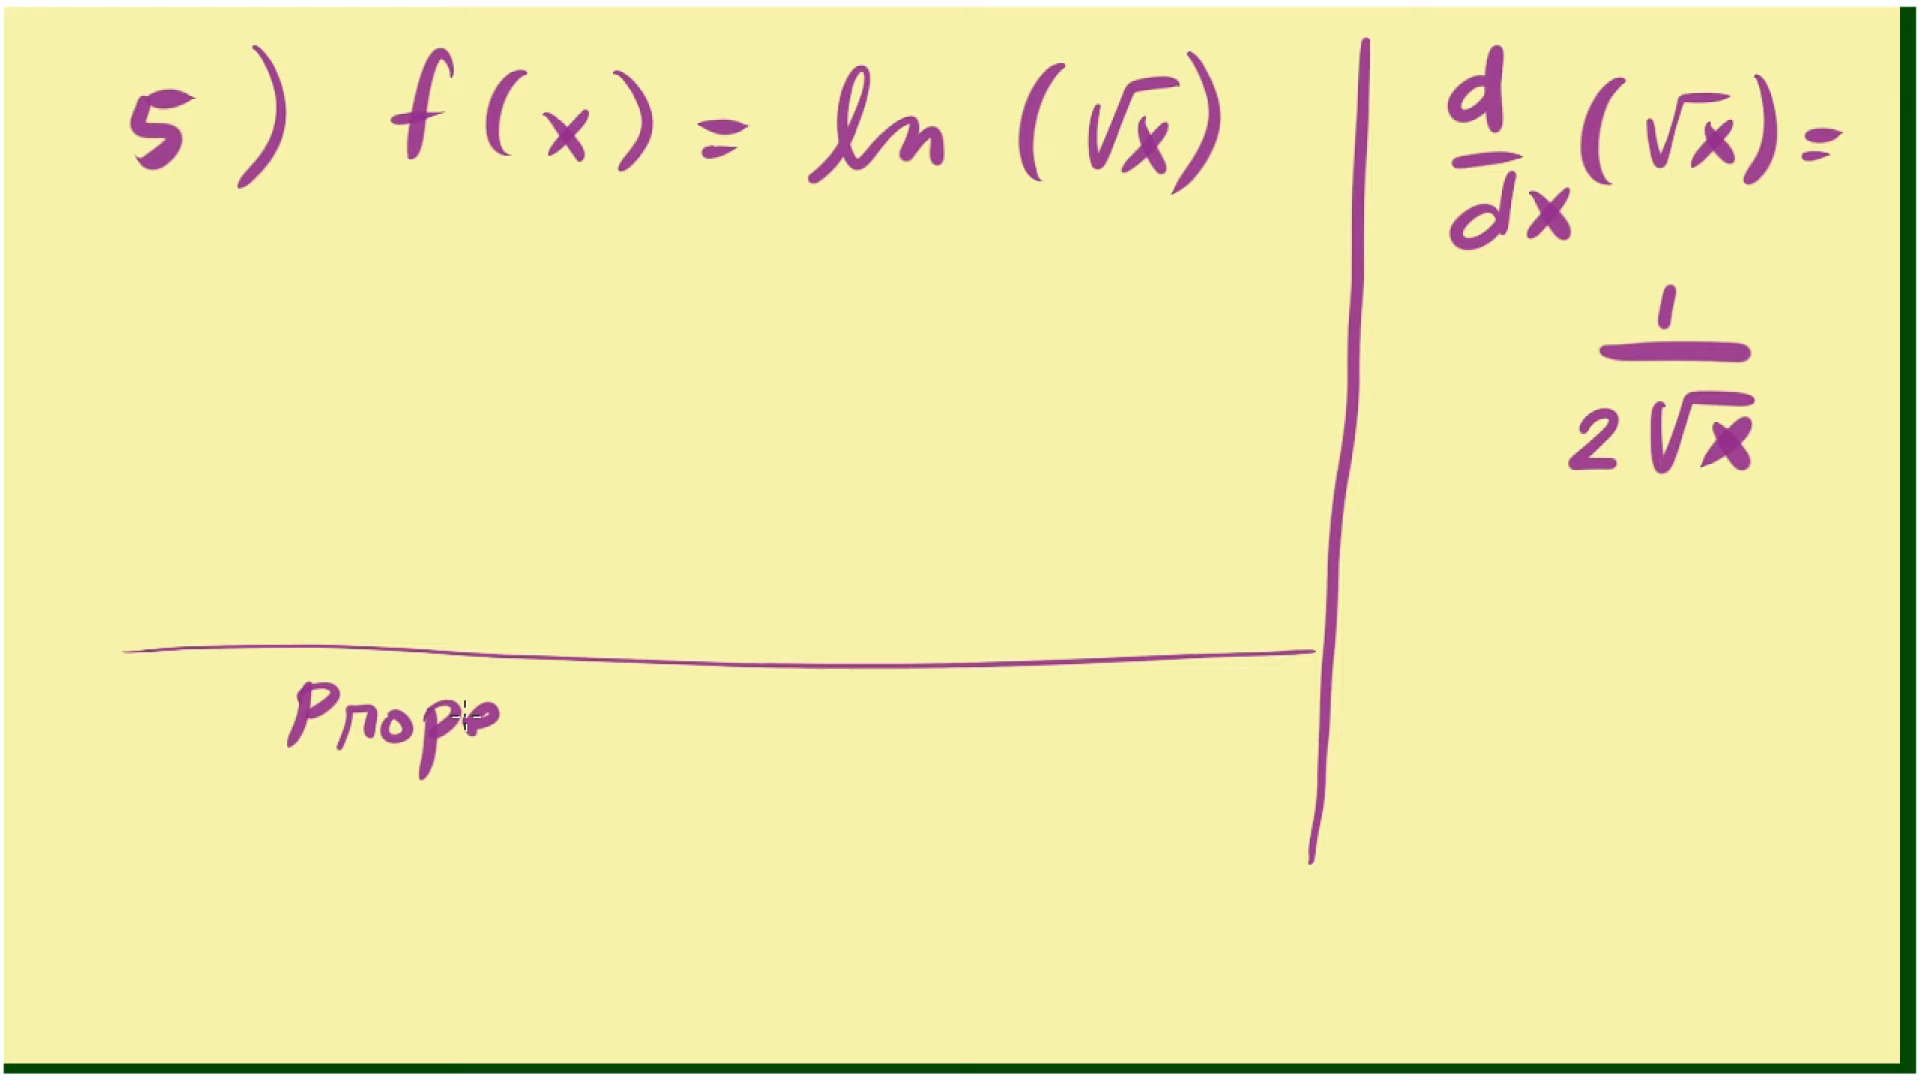 5) f(x) = ln (√x)
d/dx (√x) =
1/(2√x)
Prope